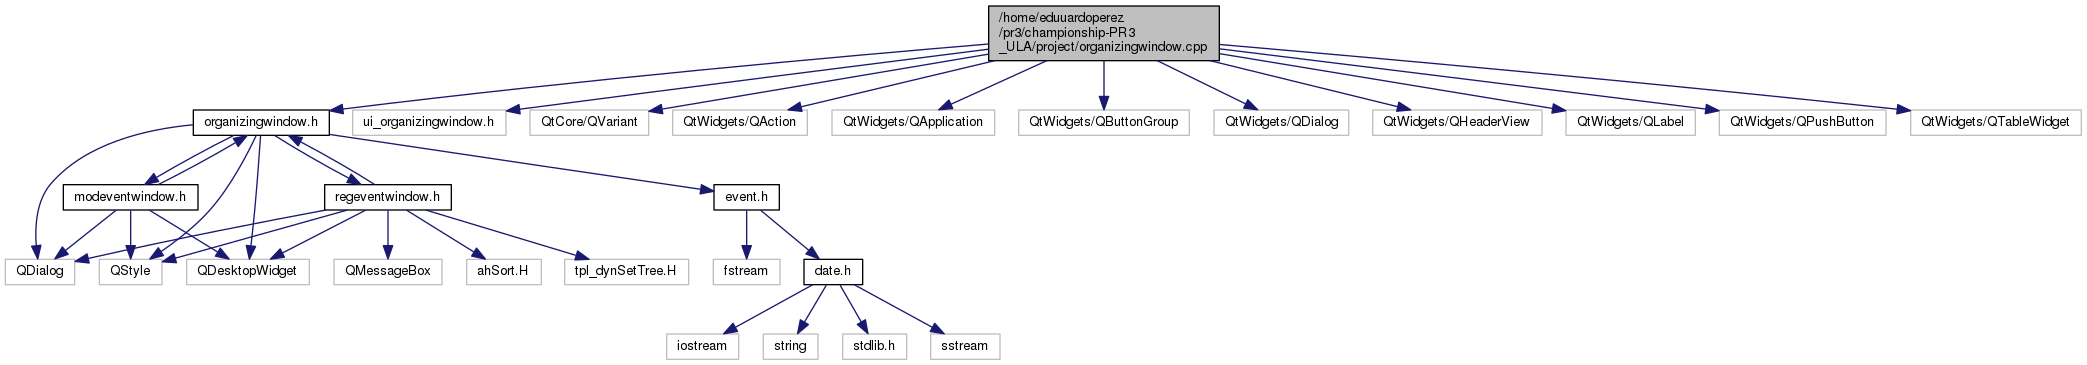 /home/eduuardoperez
/pr3/championship-PR3
_ULA/project/organizingwindow.cpp
organizingwindow.h
ui_organizingwindow.h
QtCore/QVariant
QtWidgets/QAction
QtWidgets/QApplication
QtWidgets/QButtonGroup
QtWidgets/QDialog
QtWidgets/QHeaderView
QtWidgets/QLabel
QtWidgets/QPushButton
QtWidgets/QTableWidget
modeventwindow.h
regeventwindow.h
event.h
QDialog
QStyle
QDesktopWidget
QMessageBox
ahSort.H
tpl_dynSetTree.H
fstream
date.h
iostream
string
stdlib.h
sstream